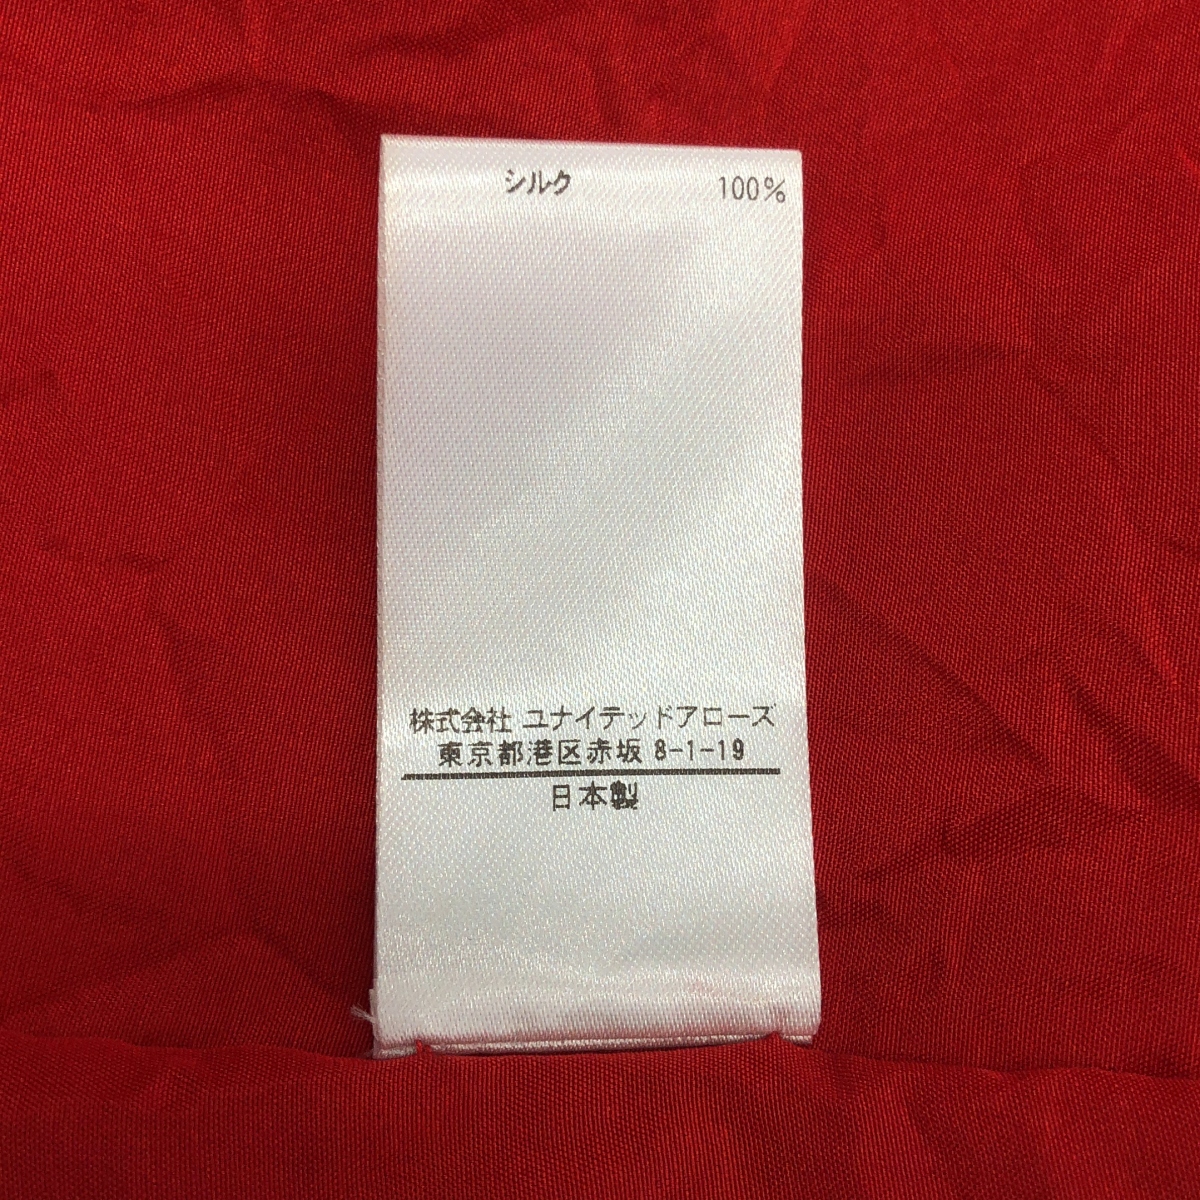 シルク 100%
株式会社 ユナイテッドアローズ
東京都港区赤坂 8-1-19
日本製